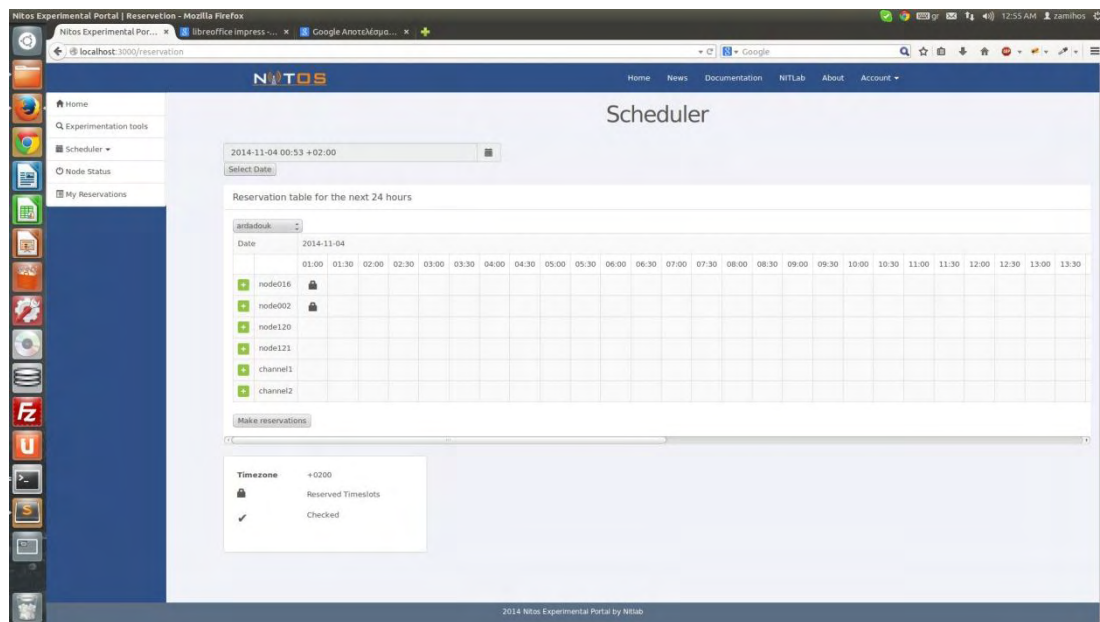 Nitos Experimental Portal | Reservetion - Mozilla Firefox
gr 12:55 AM zamihos
Nitos Experimental Por... × libreoffice impress -... × Google Αποτελέσμα... ×
localhost:3000/reservation Google
NITOS Home News Documentation NITLab About Account
Home
Experimentation tools
Scheduler
Node Status
My Reservations
Scheduler
2014-11-04 00:53 +02:00
Select Date
Reservation table for the next 24 hours
ardadouk
Date 2014-11-04
01:00 01:30 02:00 02:30 03:00 03:30 04:00 04:30 05:00 05:30 06:00 06:30 07:00 07:30 08:00 08:30 09:00 09:30 10:00 10:30 11:00 11:30 12:00 12:30 13:00 13:30
node016
node002
node120
node121
channel1
channel2
Make reservations
Timezone +0200
Reserved Timeslots
Checked
2014 Nitos Experimental Portal by Nitlab